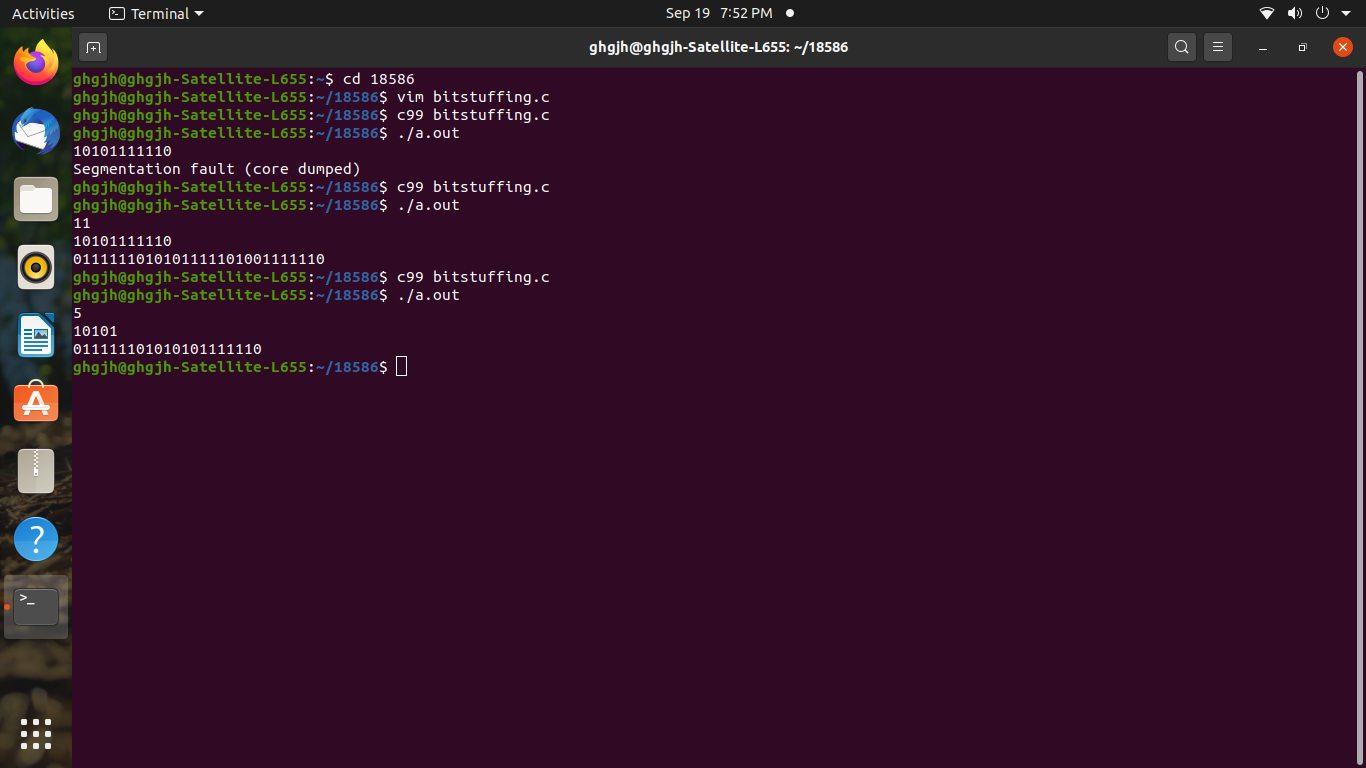 Activities
Terminal
Sep 19 7:52 PM
ghgjh@ghgjh-Satellite-L655: ~/18586
ghgjh@ghgjh-Satellite-L655:~$ cd 18586
ghgjh@ghgjh-Satellite-L655:~/18586$ vim bitstuffing.c
ghgjh@ghgjh-Satellite-L655:~/18586$ c99 bitstuffing.c
ghgjh@ghgjh-Satellite-L655:~/18586$ ./a.out
10101111110
Segmentation fault (core dumped)
ghgjh@ghgjh-Satellite-L655:~/18586$ c99 bitstuffing.c
ghgjh@ghgjh-Satellite-L655:~/18586$ ./a.out
11
10101111110
0111111010101111101001111110
ghgjh@ghgjh-Satellite-L655:~/18586$ c99 bitstuffing.c
ghgjh@ghgjh-Satellite-L655:~/18586$ ./a.out
5
10101
011111101010101111110
ghgjh@ghgjh-Satellite-L655:~/18586$